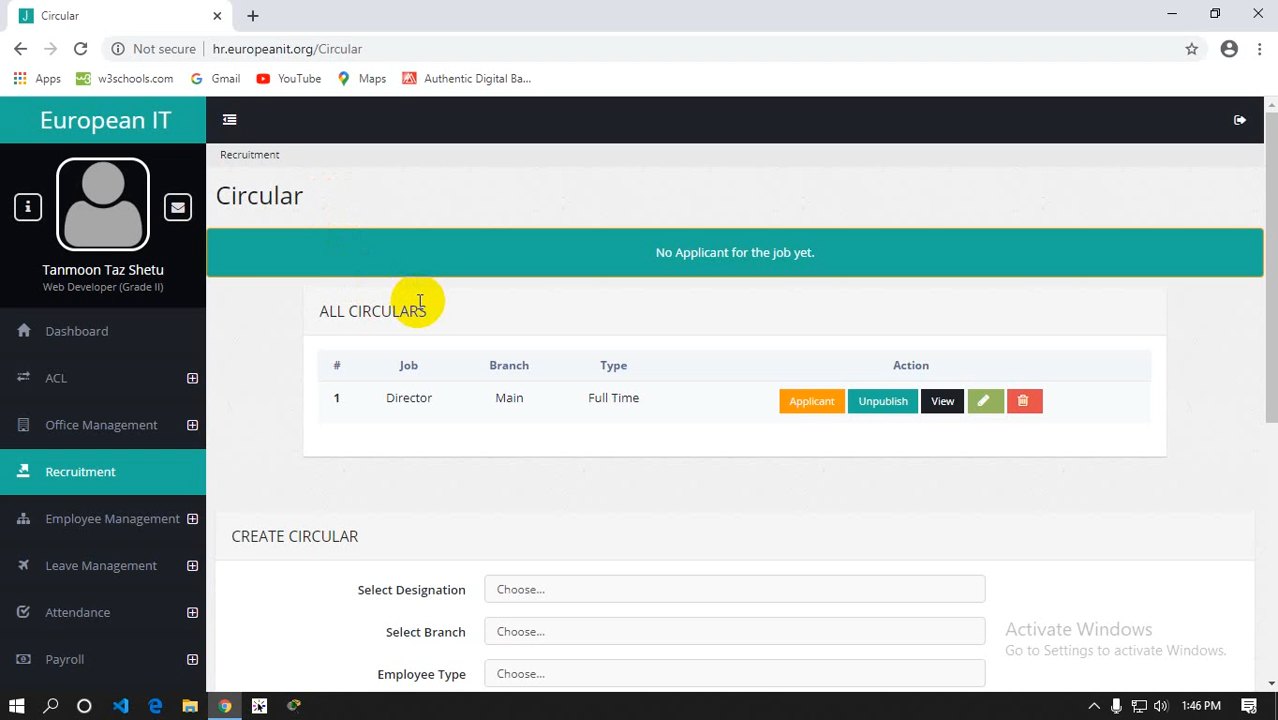 Circular
Not secure hr.europeanit.org/Circular
Apps w3schools.com Gmail YouTube Maps Authentic Digital Ba...
European IT
Recruitment
Circular
No Applicant for the job yet.
Tanmoon Taz Shetu
Web Developer (Grade II)
ALL CIRCULARS
# Job Branch Type Action
1 Director Main Full Time Applicant Unpublish View
Dashboard
ACL
Office Management
Recruitment
Employee Management
Leave Management
Attendance
Payroll
CREATE CIRCULAR
Select Designation Choose...
Select Branch Choose...
Employee Type Choose...
Activate Windows
Go to Settings to activate Windows.
1:46 PM